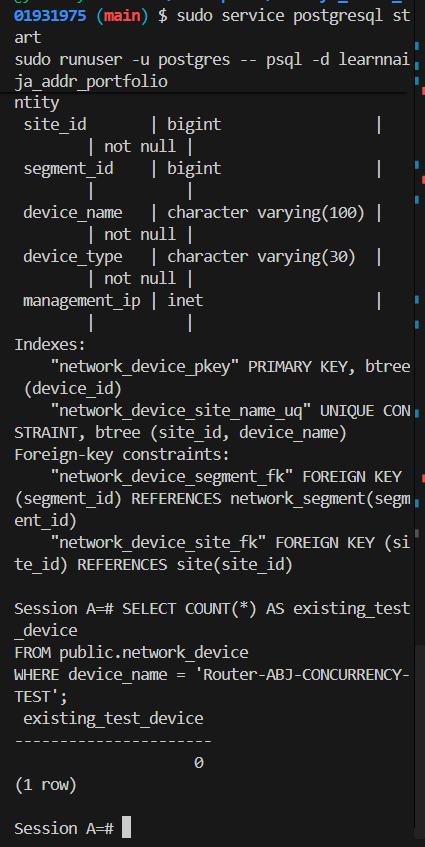 01931975 (main) $ sudo service postgresql st
art
sudo runuser -u postgres -- psql -d learnnai
ja_addr_portfolio
ntity
site_id | bigint |
| not null |
segment_id | bigint |
| |
device_name | character varying(100) |
| not null |
device_type | character varying(30) |
| not null |
management_ip | inet |
| |
Indexes:
"network_device_pkey" PRIMARY KEY, btree
(device_id)
"network_device_site_name_uq" UNIQUE CON
STRAINT, btree (site_id, device_name)
Foreign-key constraints:
"network_device_segment_fk" FOREIGN KEY
(segment_id) REFERENCES network_segment(segm
ent_id)
"network_device_site_fk" FOREIGN KEY (si
te_id) REFERENCES site(site_id)
Session A=# SELECT COUNT(*) AS existing_test
_device
FROM public.network_device
WHERE device_name = 'Router-ABJ-CONCURRENCY-
TEST';
existing_test_device
----------------------
0
(1 row)
Session A=#